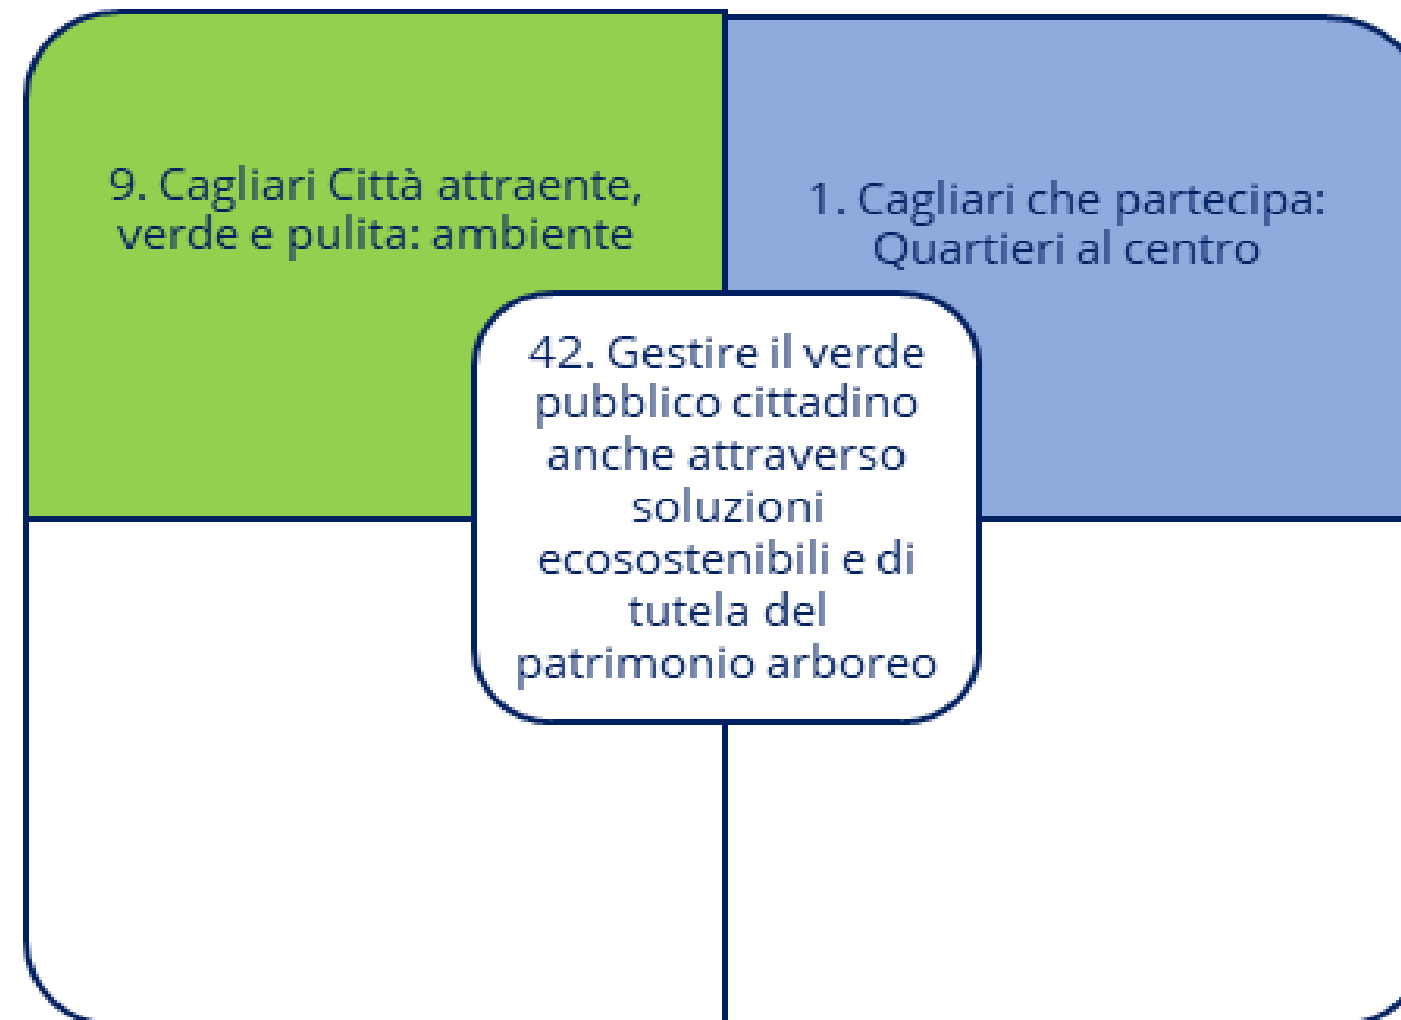 9. Cagliari Città attraente,
verde e pulita: ambiente
1. Cagliari che partecipa:
Quartieri al centro
42. Gestire il verde
pubblico cittadino
anche attraverso
soluzioni
ecosostenibili e di
tutela del
patrimonio arboreo